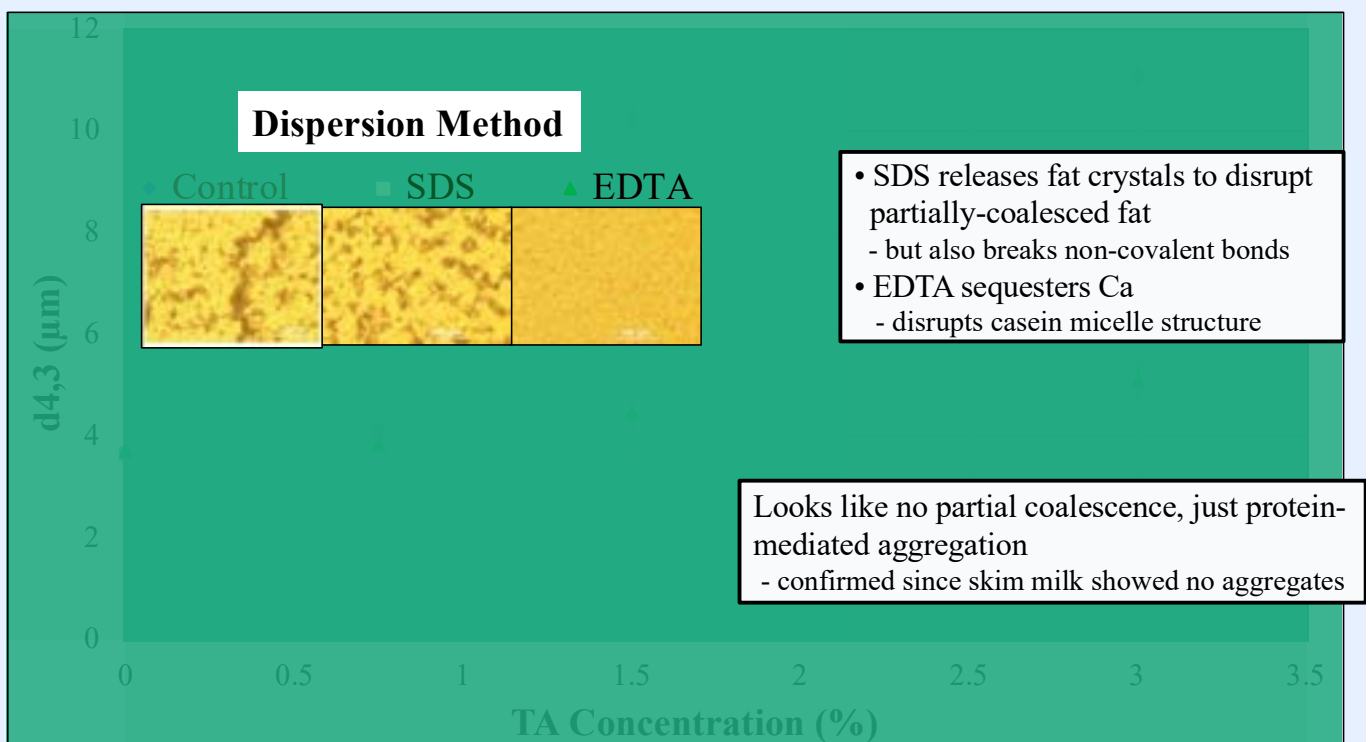 12
10
8
6
4
2
0
d4,3 (µm)
Dispersion Method
Control SDS EDTA
• SDS releases fat crystals to disrupt
partially-coalesced fat
- but also breaks non-covalent bonds
• EDTA sequesters Ca
- disrupts casein micelle structure
Looks like no partial coalescence, just protein-
mediated aggregation
- confirmed since skim milk showed no aggregates
0 0.5 1 1.5 2 2.5 3 3.5
TA Concentration (%)